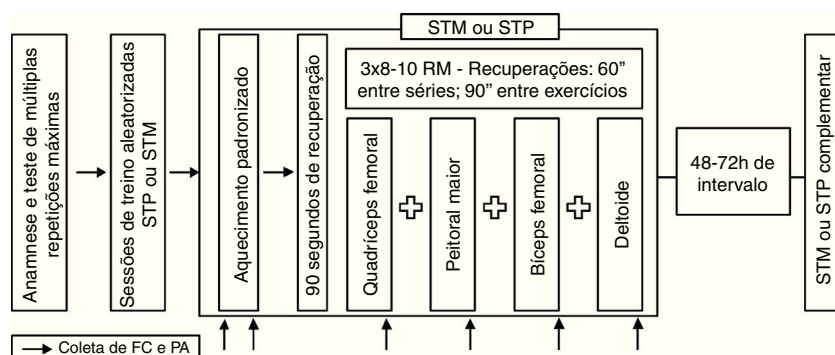 Anamnese e teste de múltiplas
repetições máximas
Sessões de treino aleatorizadas
STP ou STM
STM ou STP
Aquecimento padronizado
90 segundos de recuperação
3x8-10 RM - Recuperações: 60”
entre séries; 90” entre exercícios
Quadríceps femoral
Peitoral maior
Bíceps femoral
Deltoide
48-72h de
intervalo
STM ou STP complementar
Coleta de FC e PA